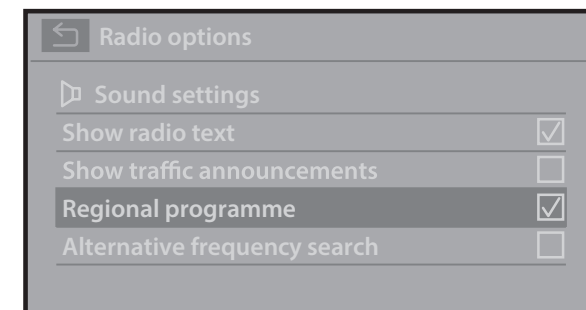 Radio options
Sound settings
Show radio text
Show traffic announcements
Regional programme
Alternative frequency search